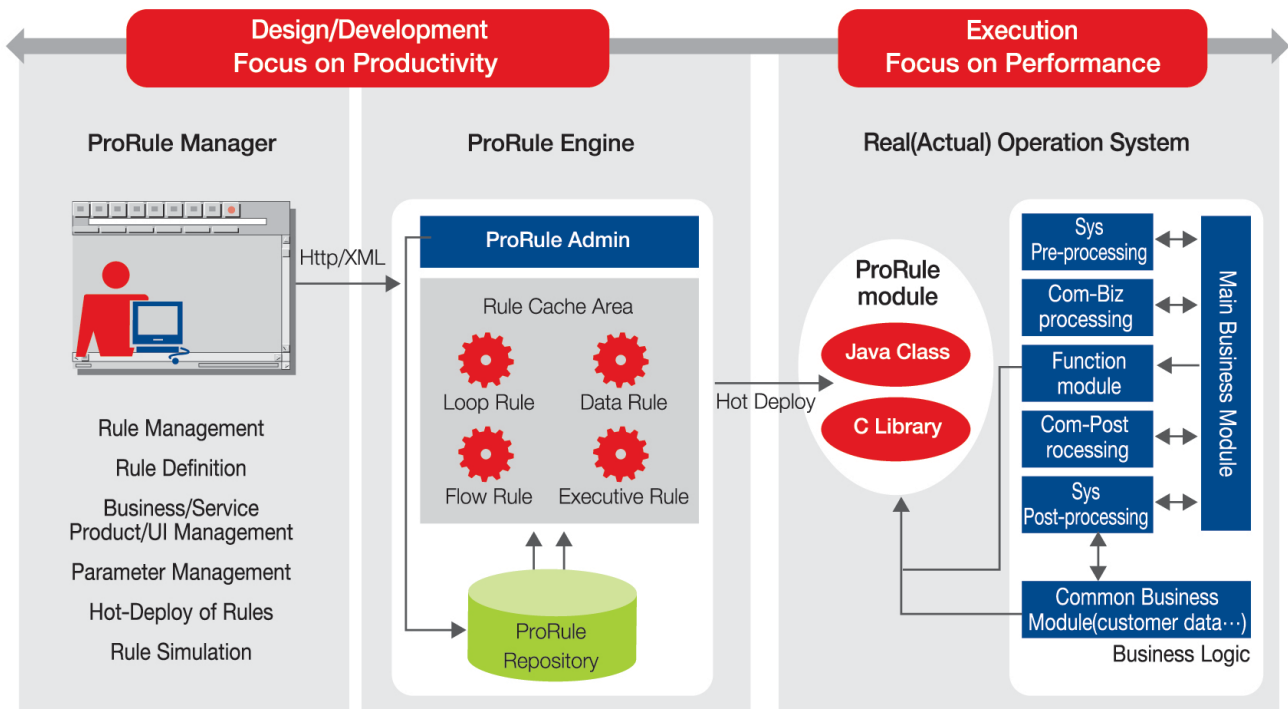 Design/Development
Focus on Productivity
Execution
Focus on Performance
ProRule Manager
Http/XML
Rule Management
Rule Definition
Business/Service
Product/UI Management
Parameter Management
Hot-Deploy of Rules
Rule Simulation
ProRule Engine
ProRule Admin
Rule Cache Area
Loop Rule
Data Rule
Flow Rule
Executive Rule
ProRule
Repository
Hot Deploy
Real(Actual) Operation System
ProRule
module
Java Class
C Library
Sys
Pre-processing
Com-Biz
processing
Function
module
Com-Post
rocessing
Sys
Post-processing
Main Business Module
Common Business
Module(customer data···)
Business Logic